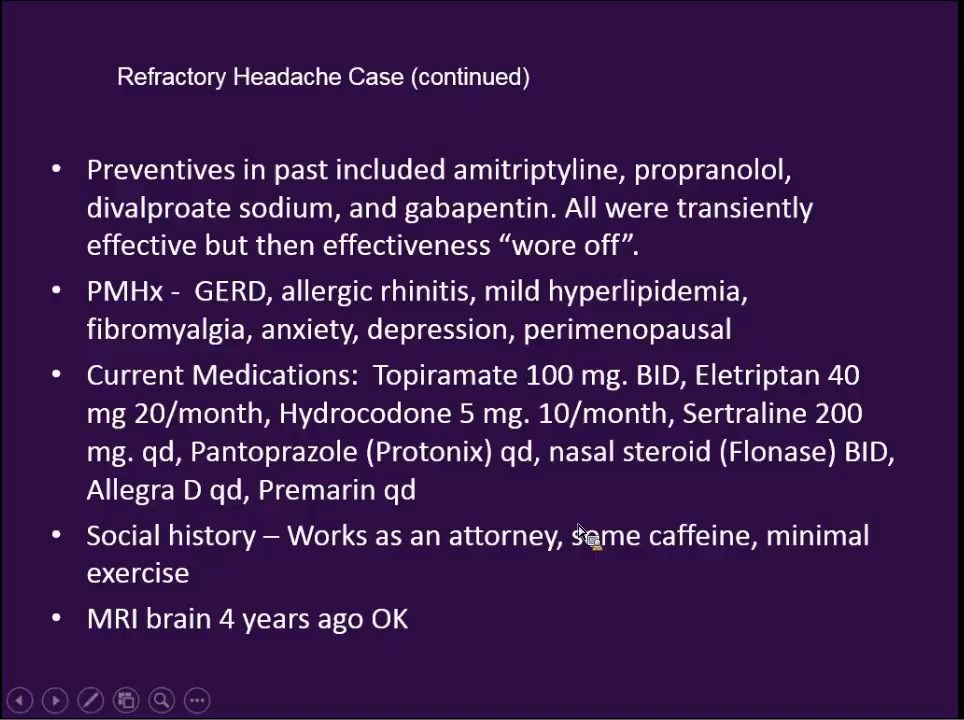 Refractory Headache Case (continued)
• Preventives in past included amitriptyline, propranolol,
divalproate sodium, and gabapentin. All were transiently
effective but then effectiveness “wore off”.
• PMHx - GERD, allergic rhinitis, mild hyperlipidemia,
fibromyalgia, anxiety, depression, perimenopausal
• Current Medications: Topiramate 100 mg. BID, Eletriptan 40
mg 20/month, Hydrocodone 5 mg. 10/month, Sertraline 200
mg. qd, Pantoprazole (Protonix) qd, nasal steroid (Flonase) BID,
Allegra D qd, Premarin qd
• Social history – Works as an attorney, some caffeine, minimal
exercise
• MRI brain 4 years ago OK